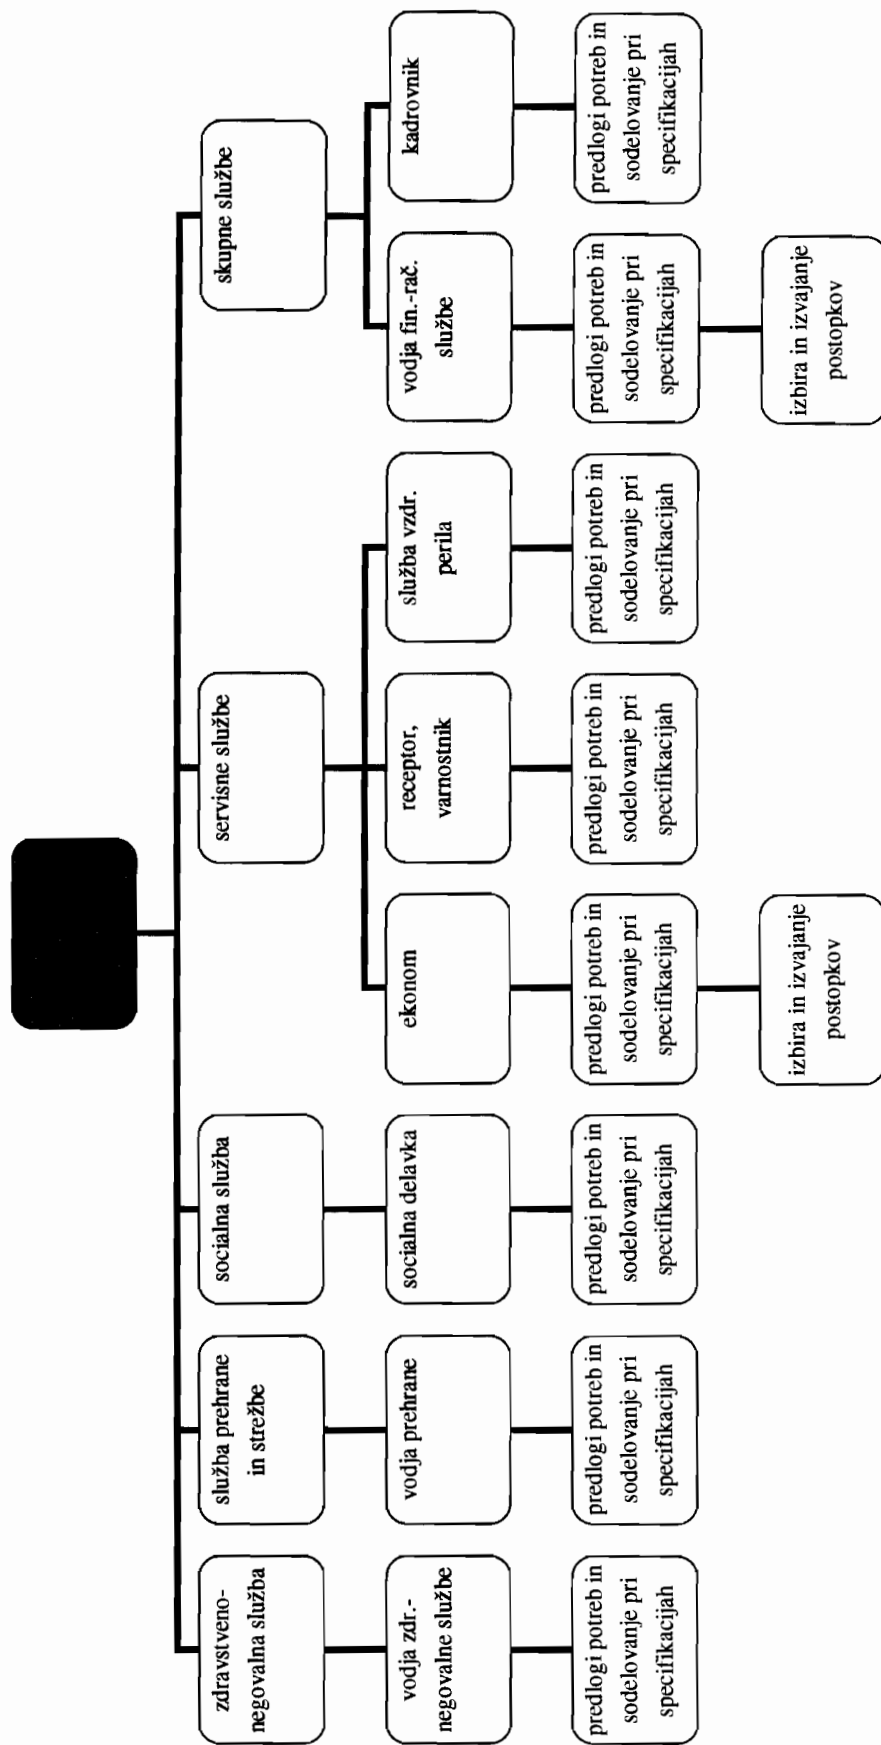 zdravstveno-
negovalna služba
služba prehrane
in strežbe
socialna služba
servisne službe
skupne službe
vodja zdr.-
negovalne službe
vodja prehrane
socialna delavka
ekonom
receptor,
varnostnik
služba vzdr.
perila
vodja fin.-rač.
službe
kadrovnik
predlogi potreb in
sodelovanje pri
specifikacijah
predlogi potreb in
sodelovanje pri
specifikacijah
predlogi potreb in
sodelovanje pri
specifikacijah
predlogi potreb in
sodelovanje pri
specifikacijah
predlogi potreb in
sodelovanje pri
specifikacijah
predlogi potreb in
sodelovanje pri
specifikacijah
predlogi potreb in
sodelovanje pri
specifikacijah
predlogi potreb in
sodelovanje pri
specifikacijah
izbira in izvajanje
postopkov
izbira in izvajanje
postopkov